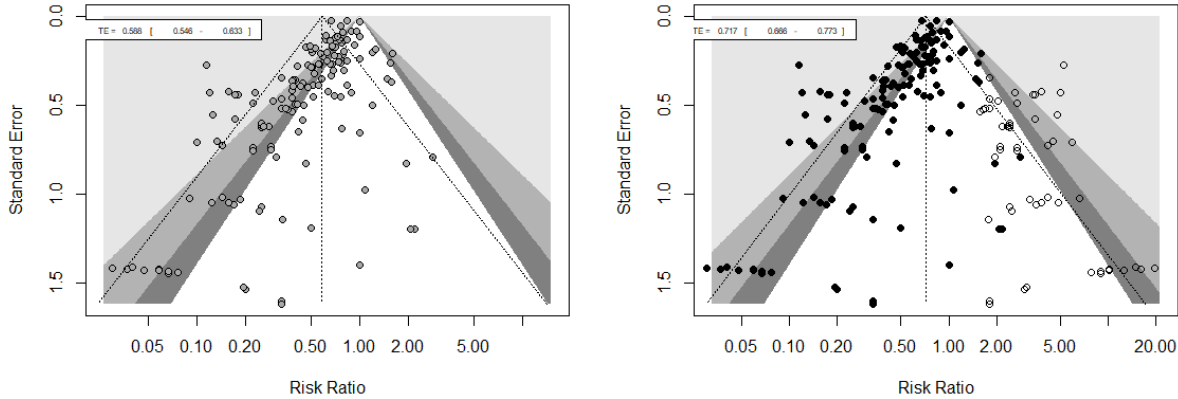 TE = 0.588 [ 0.546 - 0.633 ]
0.0
0.5
1.0
1.5
Standard Error
0.05 0.10 0.20 0.50 1.00 2.00 5.00
Risk Ratio
TE = 0.717 [ 0.666 - 0.773 ]
0.0
0.5
1.0
1.5
Standard Error
0.05 0.10 0.20 0.50 1.00 2.00 5.00 20.00
Risk Ratio